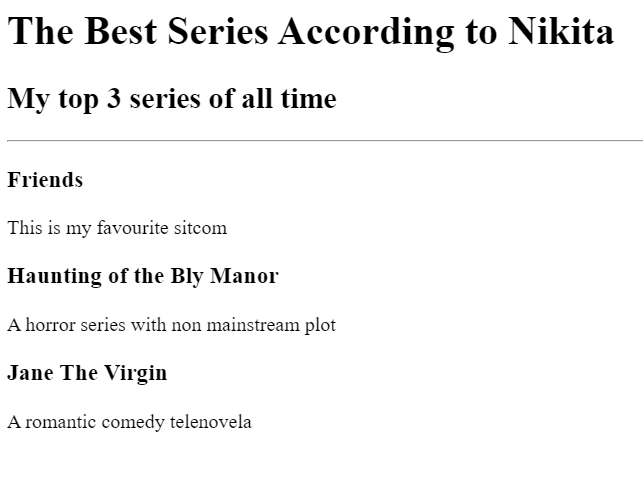 The Best Series According to Nikita
My top 3 series of all time
Friends
This is my favourite sitcom
Haunting of the Bly Manor
A horror series with non mainstream plot
Jane The Virgin
A romantic comedy telenovela